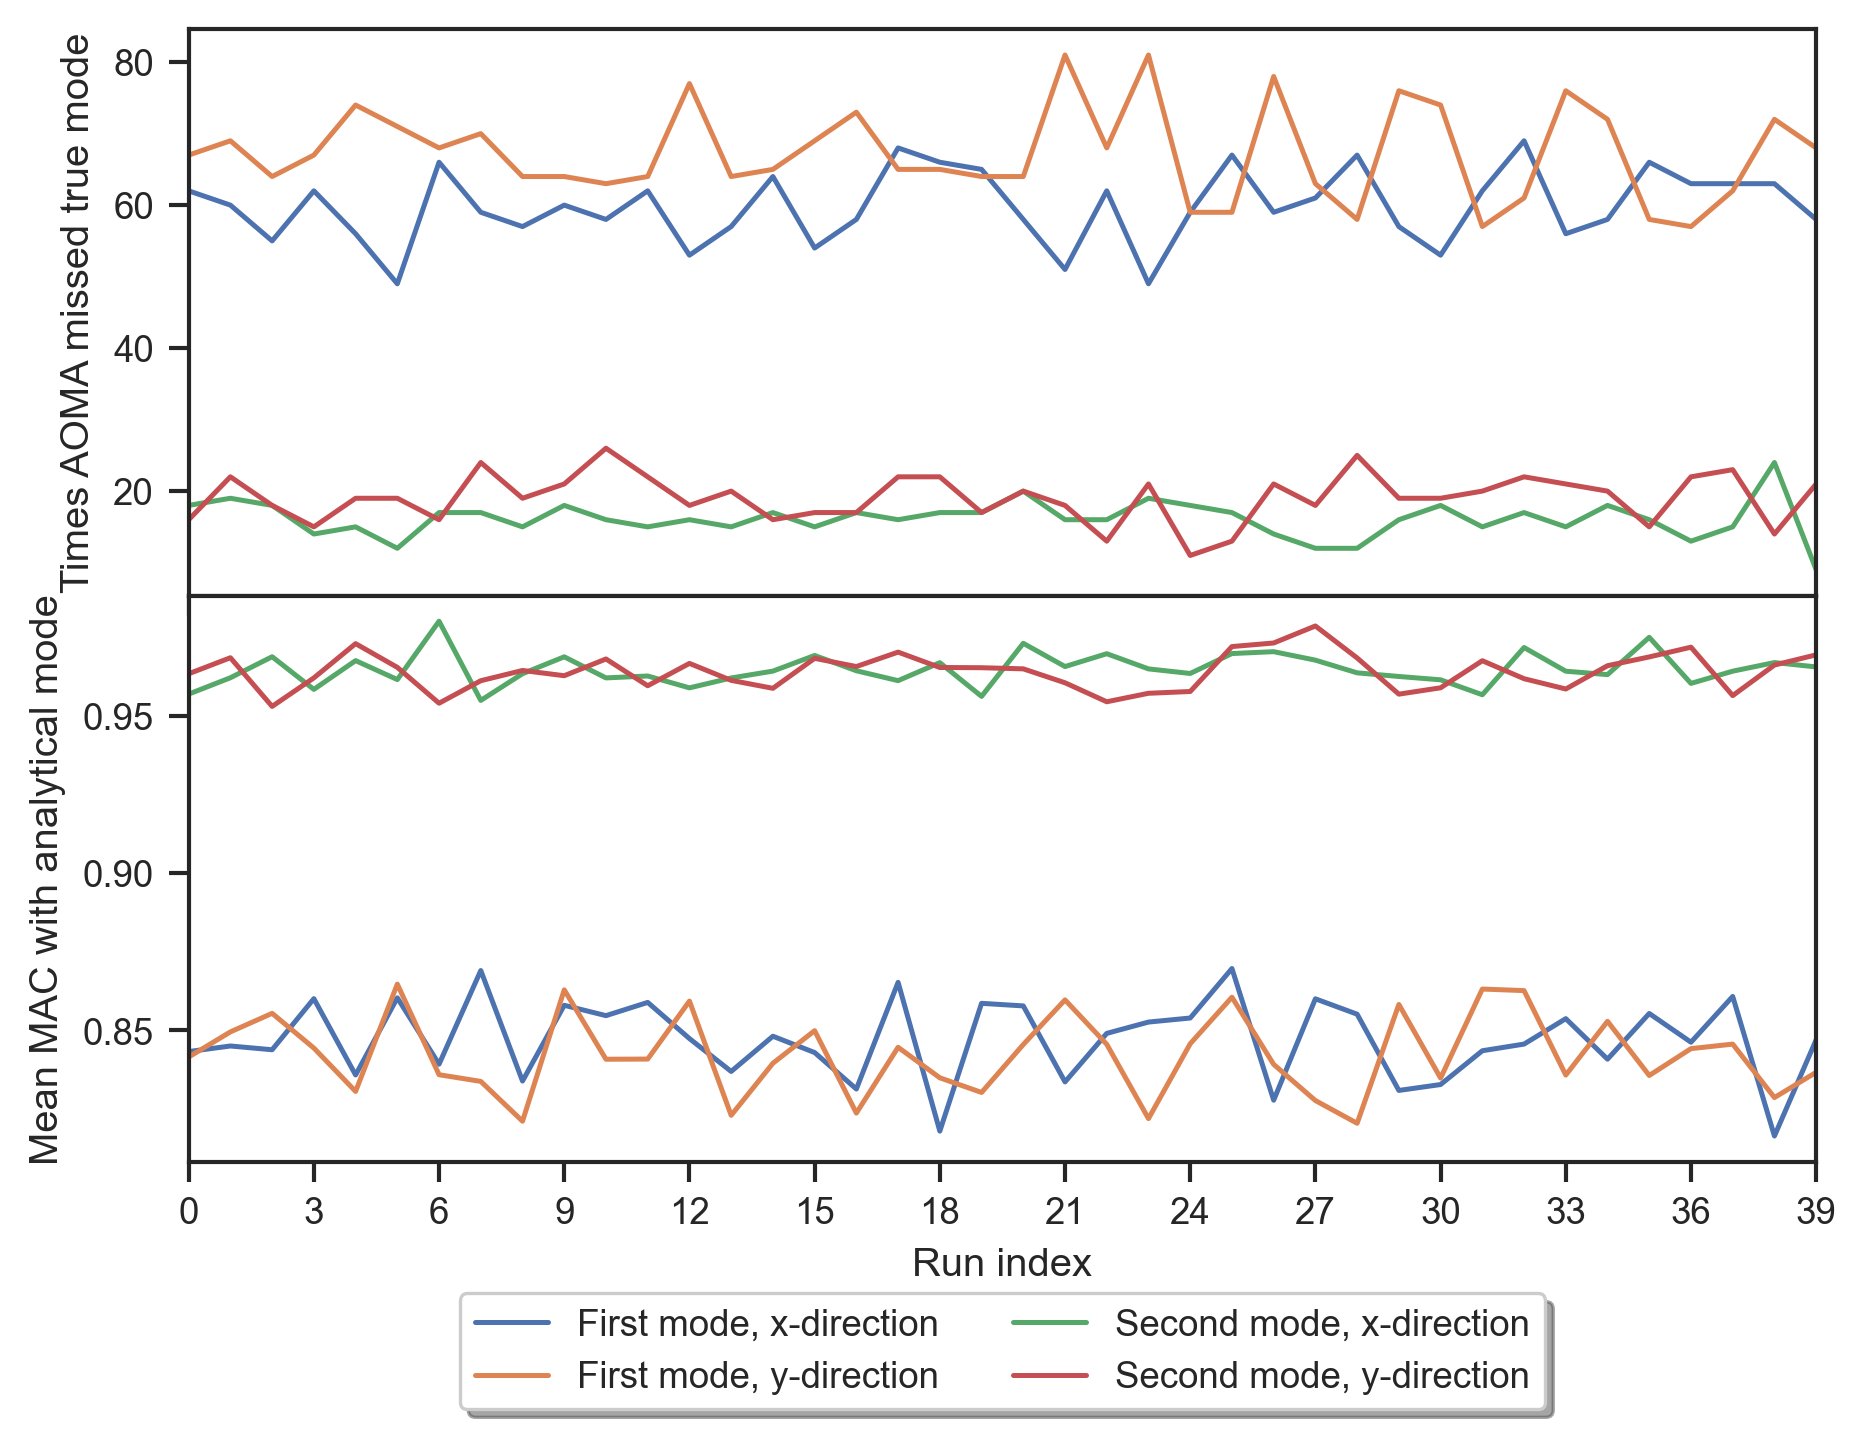 Times AOMA missed true mode
80
60
40
20
Mean MAC with analytical mode
0.95
0.90
0.85
0 3 6 9 12 15 18 21 24 27 30 33 36 39
Run index
First mode, x-direction
First mode, y-direction
Second mode, x-direction
Second mode, y-direction